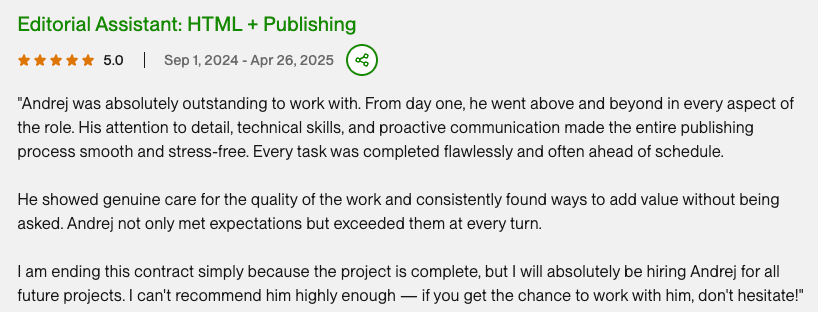 Editorial Assistant: HTML + Publishing
5.0 | Sep 1, 2024 - Apr 26, 2025
"Andrej was absolutely outstanding to work with. From day one, he went above and beyond in every aspect of
the role. His attention to detail, technical skills, and proactive communication made the entire publishing
process smooth and stress-free. Every task was completed flawlessly and often ahead of schedule.
He showed genuine care for the quality of the work and consistently found ways to add value without being
asked. Andrej not only met expectations but exceeded them at every turn.
I am ending this contract simply because the project is complete, but I will absolutely be hiring Andrej for all
future projects. I can't recommend him highly enough — if you get the chance to work with him, don't hesitate!"